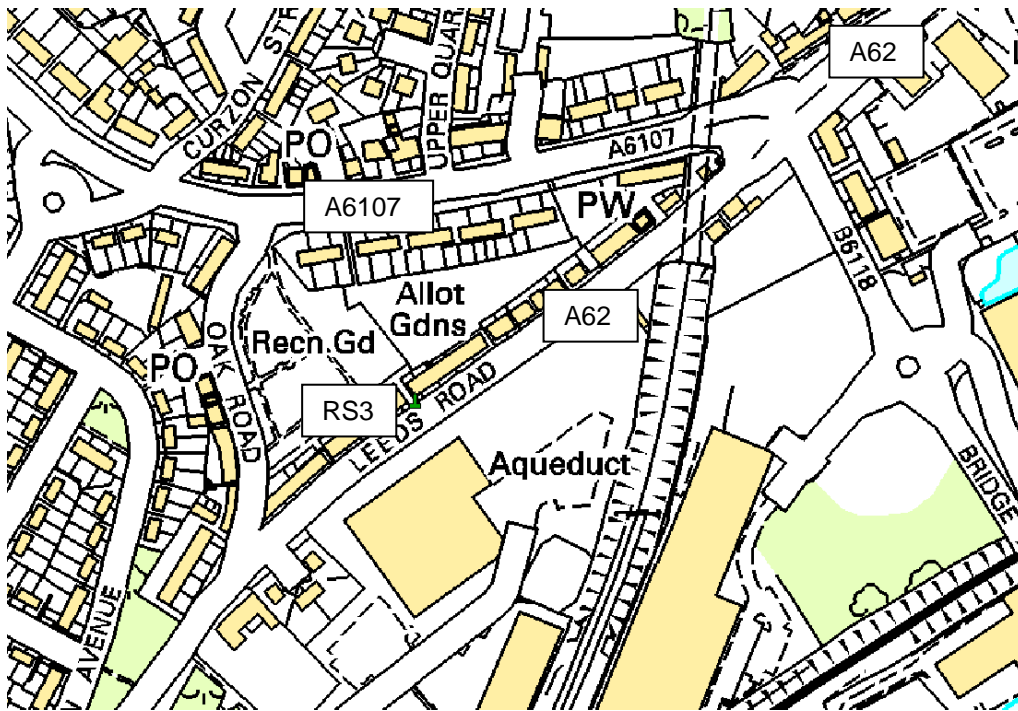 A62
CURZON STR
UPPER QUAR
PO
A6107
A6107
PW
B6118
Allot
Gdns
A62
Recn.Gd
OAK ROAD
PO
RS3
LEEDS ROAD
Aqueduct
BRIDGE
AVENUE